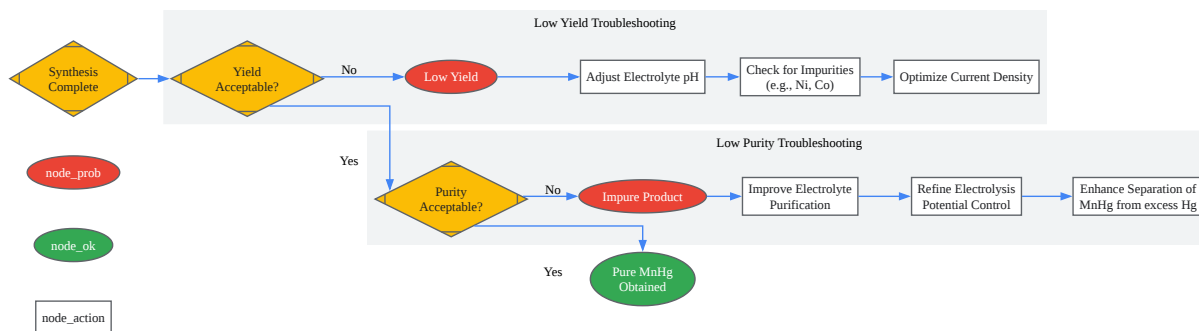 Low Yield Troubleshooting
Synthesis
Complete
Yield
Acceptable?
No
Low Yield
Adjust Electrolyte pH
Check for Impurities
(e.g., Ni, Co)
Optimize Current Density
Low Purity Troubleshooting
Yes
node_prob
Purity
Acceptable?
No
Impure Product
Improve Electrolyte
Purification
Refine Electrolysis
Potential Control
Enhance Separation of
MnHg from excess Hg
node_ok
Yes
Pure MnHg
Obtained
node_action